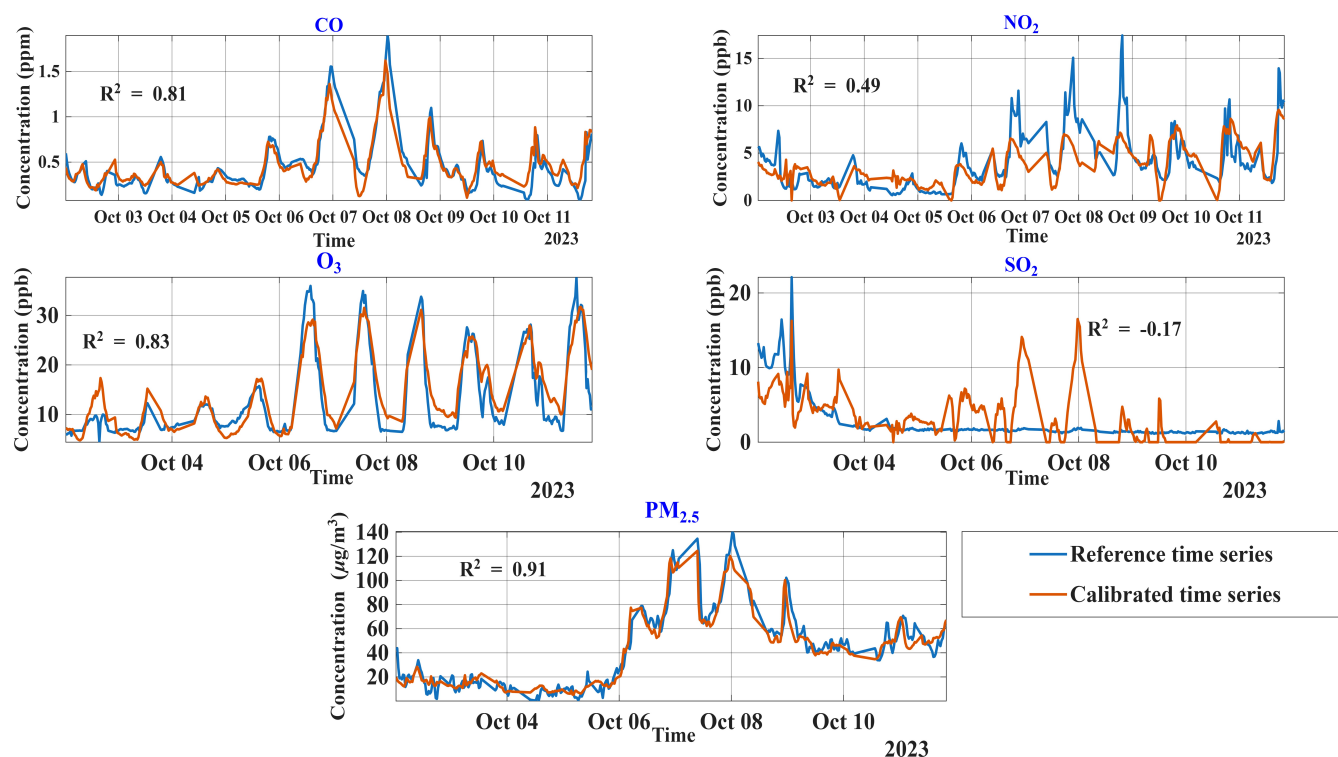 CO
Concentration (ppm)
1.5
1
0.5
R² = 0.81
Oct 03 Oct 04 Oct 05 Oct 06 Oct 07 Oct 08 Oct 09 Oct 10 Oct 11
Time
2023
NO₂
Concentration (ppb)
15
10
5
0
R² = 0.49
Oct 03 Oct 04 Oct 05 Oct 06 Oct 07 Oct 08 Oct 09 Oct 10 Oct 11
Time
2023
O₃
Concentration (ppb)
30
20
10
R² = 0.83
Oct 04 Oct 06 Oct 08 Oct 10
Time
2023
SO₂
Concentration (ppb)
20
10
0
R² = -0.17
Oct 04 Oct 06 Oct 08 Oct 10
Time
2023
PM₂.₅
Concentration (µg/m³)
140
120
100
80
60
40
20
R² = 0.91
Oct 04 Oct 06 Oct 08 Oct 10
Time
2023
Reference time series
Calibrated time series